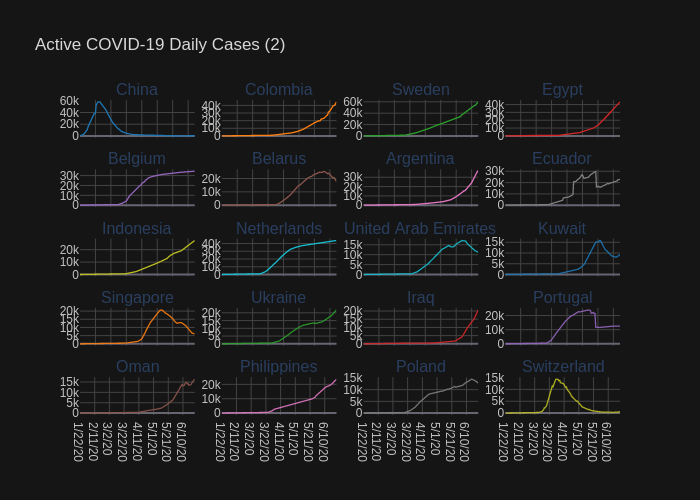 Active COVID-19 Daily Cases (2)
China Colombia Sweden Egypt
60k 40k 60k 40k
40k 30k 40k 30k
20k 20k 20k 20k
10k 10k
0 0 0 0
Belgium Belarus Argentina Ecuador
30k 20k 30k 30k
20k 20k 20k
10k 10k 10k
0 0 0 0
Indonesia Netherlands United Arab Emirates Kuwait
20k 40k 15k 15k
30k
10k 20k 10k 10k
10k 5k 5k
0 0 0 0
Singapore Ukraine Iraq Portugal
20k 20k 20k 20k
15k 15k 15k
10k 10k 10k 10k
5k 5k 5k
0 0 0 0
Oman Philippines Poland Switzerland
15k 20k 15k 15k
10k 10k 10k 10k
5k 5k 5k
0 0 0 0
1/22/20 2/11/20 3/2/20 3/22/20 4/11/20 5/1/20 5/21/20 6/10/20 1/22/20 2/11/20 3/2/20 3/22/20 4/11/20 5/1/20 5/21/20 6/10/20 1/22/20 2/11/20 3/2/20 3/22/20 4/11/20 5/1/20 5/21/20 6/10/20 1/22/20 2/11/20 3/2/20 3/22/20 4/11/20 5/1/20 5/21/20 6/10/20